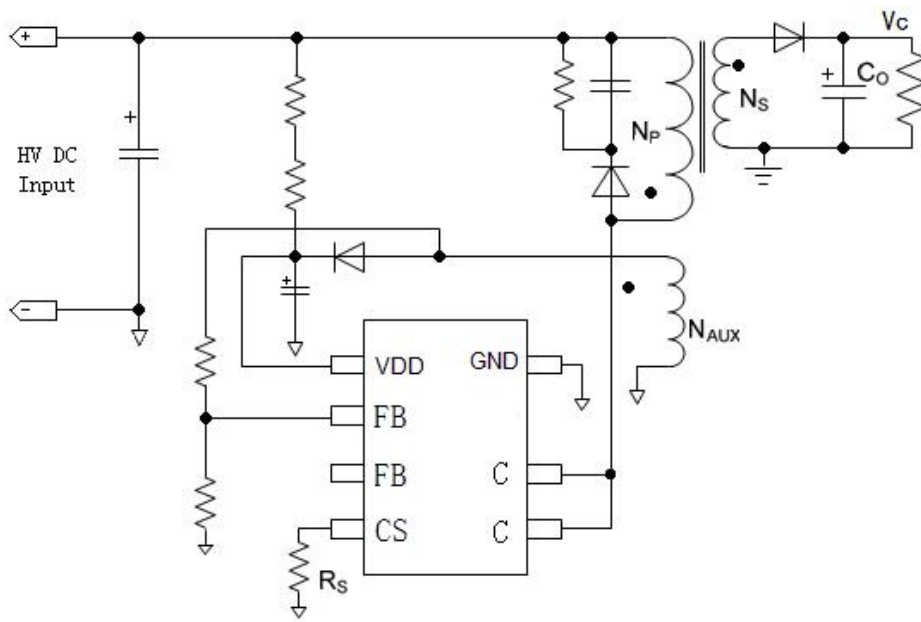 +
Vc
+
+
Co
Ns
HV DC
Input
Np
-
+
NAUX
VDD
GND
FB
FB
C
CS
C
Rs